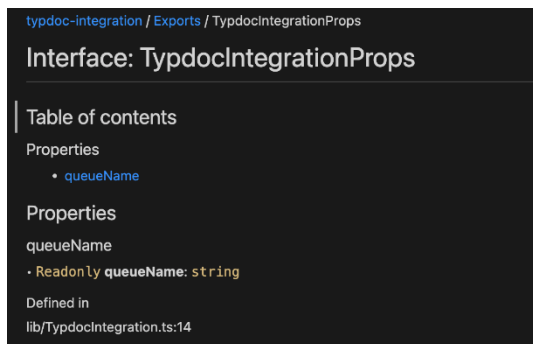 typdoc-integration / Exports / TypdocIntegrationProps
Interface: TypdocIntegrationProps
Table of contents
Properties
• queueName
Properties
queueName
• Readonly queueName: string
Defined in
lib/TypdocIntegration.ts:14